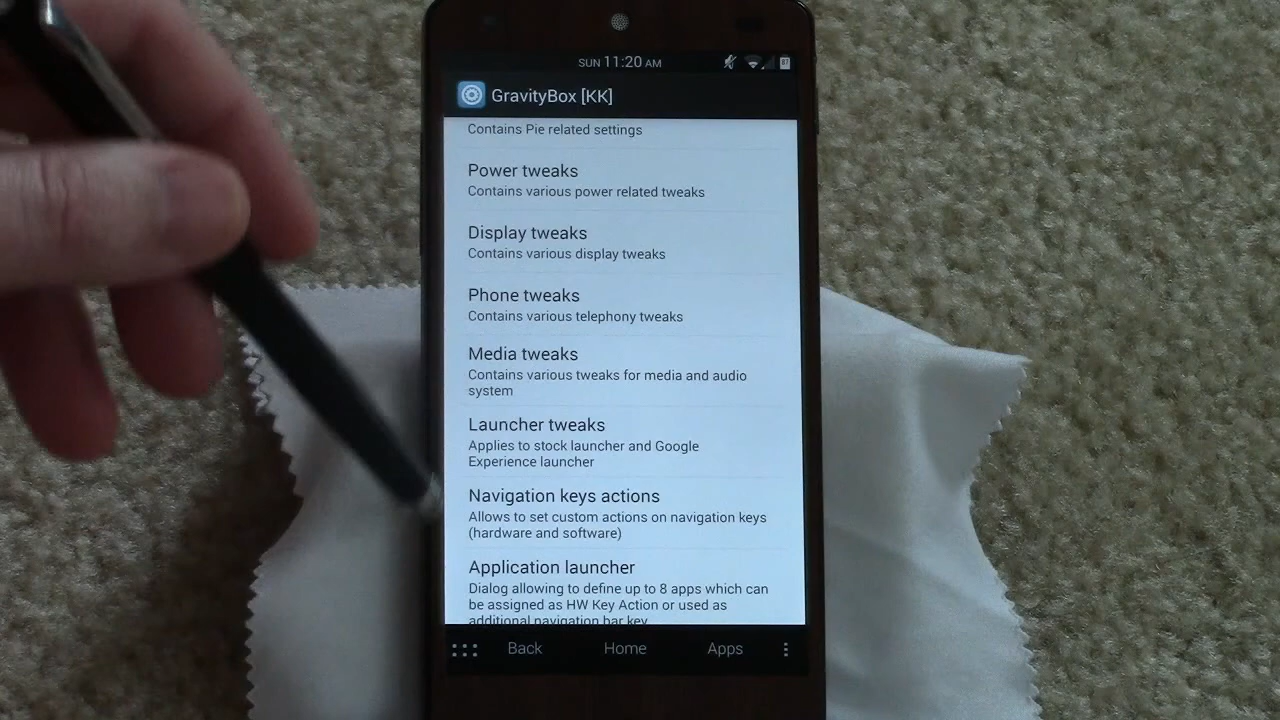 SUN 11:20 AM
GravityBox [KK]
Contains Pie related settings
Power tweaks
Contains various power related tweaks
Display tweaks
Contains various display tweaks
Phone tweaks
Contains various telephony tweaks
Media tweaks
Contains various tweaks for media and audio
system
Launcher tweaks
Applies to stock launcher and Google
Experience launcher
Navigation keys actions
Allows to set custom actions on navigation keys
(hardware and software)
Application launcher
Dialog allowing to define up to 8 apps which can
be assigned as HW Key Action or used as
additional navigation bar key
Back Home Apps